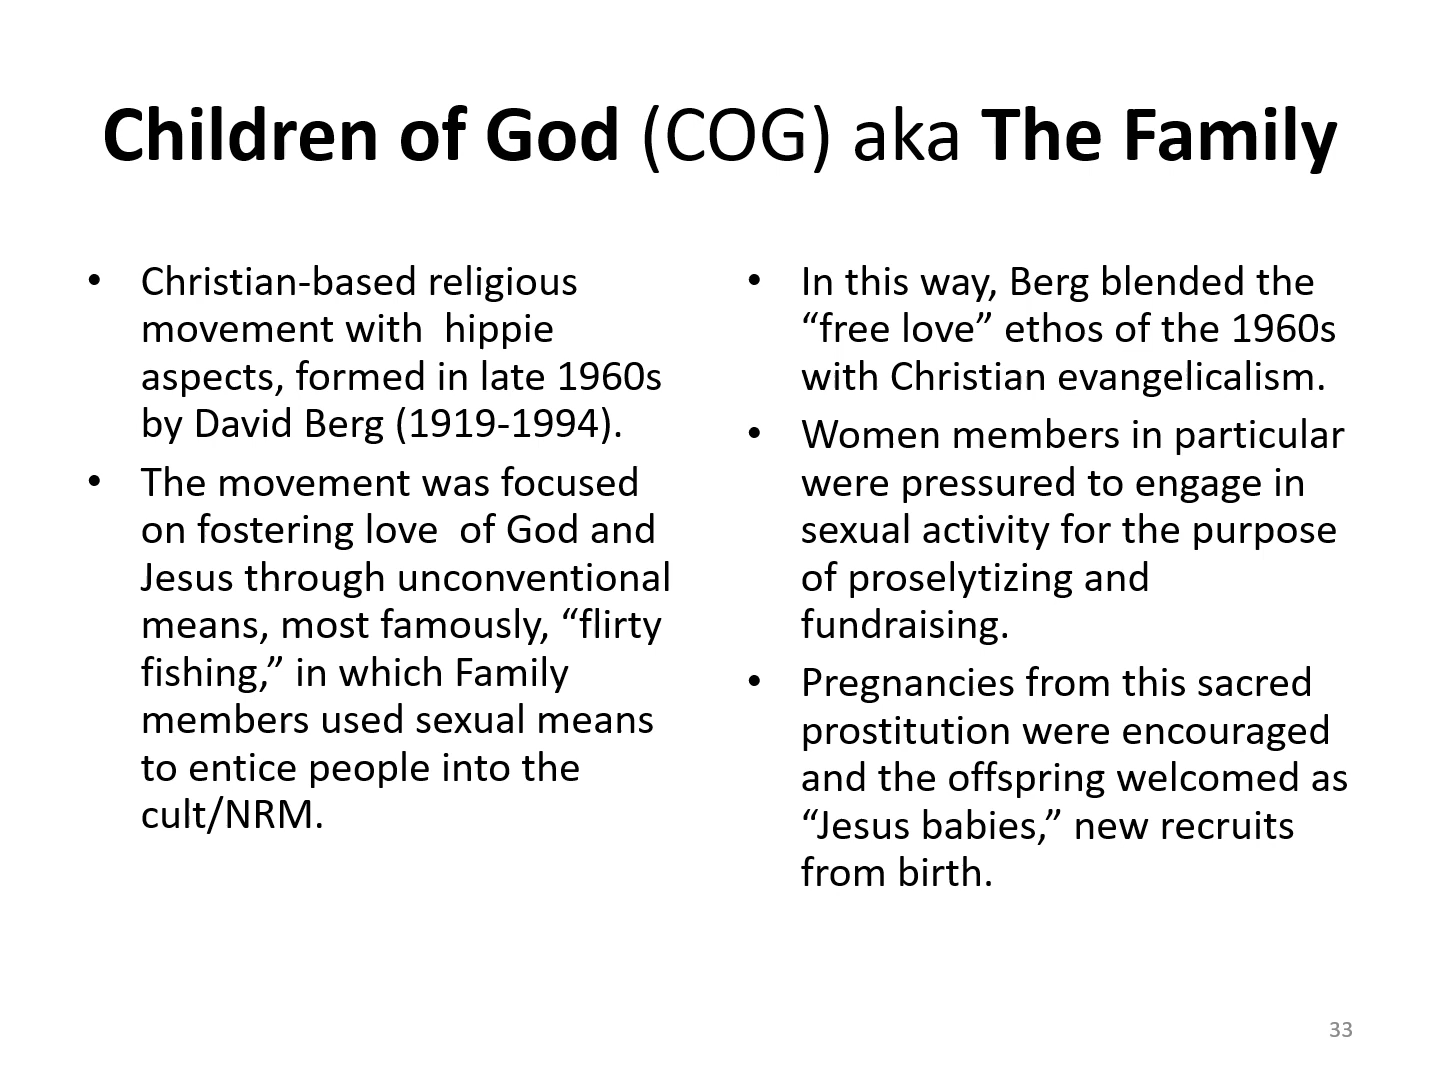 Children of God (COG) aka The Family
• Christian-based religious
movement with  hippie
aspects, formed in late 1960s
by David Berg (1919-1994).
• The movement was focused
on fostering love  of God and
Jesus through unconventional
means, most famously, “flirty
fishing,” in which Family
members used sexual means
to entice people into the
cult/NRM.
• In this way, Berg blended the
“free love” ethos of the 1960s
with Christian evangelicalism.
• Women members in particular
were pressured to engage in
sexual activity for the purpose
of proselytizing and
fundraising.
• Pregnancies from this sacred
prostitution were encouraged
and the offspring welcomed as
“Jesus babies,” new recruits
from birth.
33